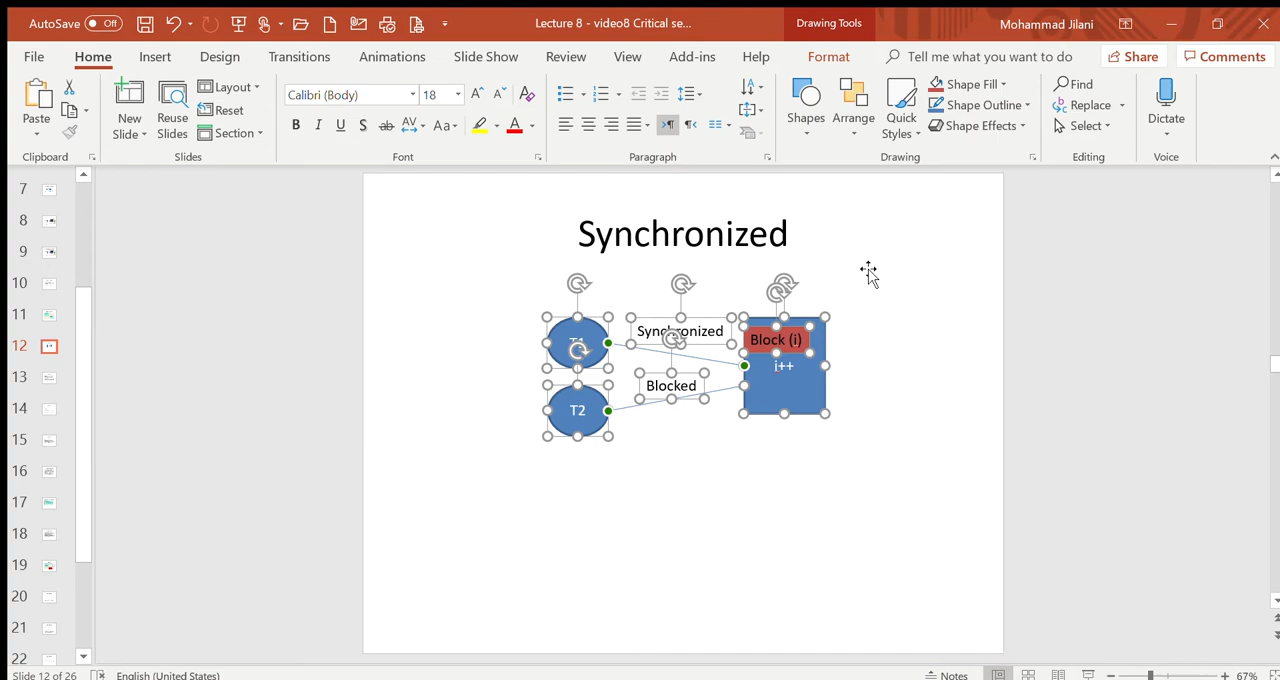 AutoSave Off Lecture 8 - video8 Critical se... Drawing Tools Mohammad Jilani
File Home Insert Design Transitions Animations Slide Show Review View Add-ins Help Format Tell me what you want to do Share Comments
Paste New Slide Reuse Slides Layout Reset Section
Calibri (Body) 18
B I U S ab AV Aa A
Shapes Arrange Quick Styles Shape Fill Shape Outline Shape Effects
Find Replace Select Dictate
Clipboard Slides Font Paragraph Drawing Editing Voice
7
8
9
10
11
12
13
14
15
16
17
18
19
20
21
22
Synchronized
T1 Synchronized Block (i)
i++
Blocked
T2
Slide 12 of 26 English (United States) Notes 67%